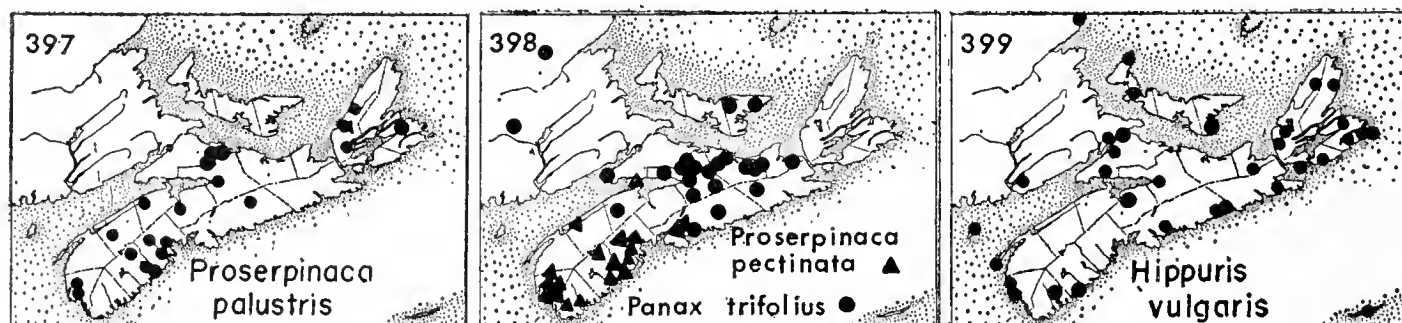 397
Proserpinaca
palustris
398
Proserpinaca
pectinata ▲
Panax trifolius ●
399
Hippuris
vulgaris